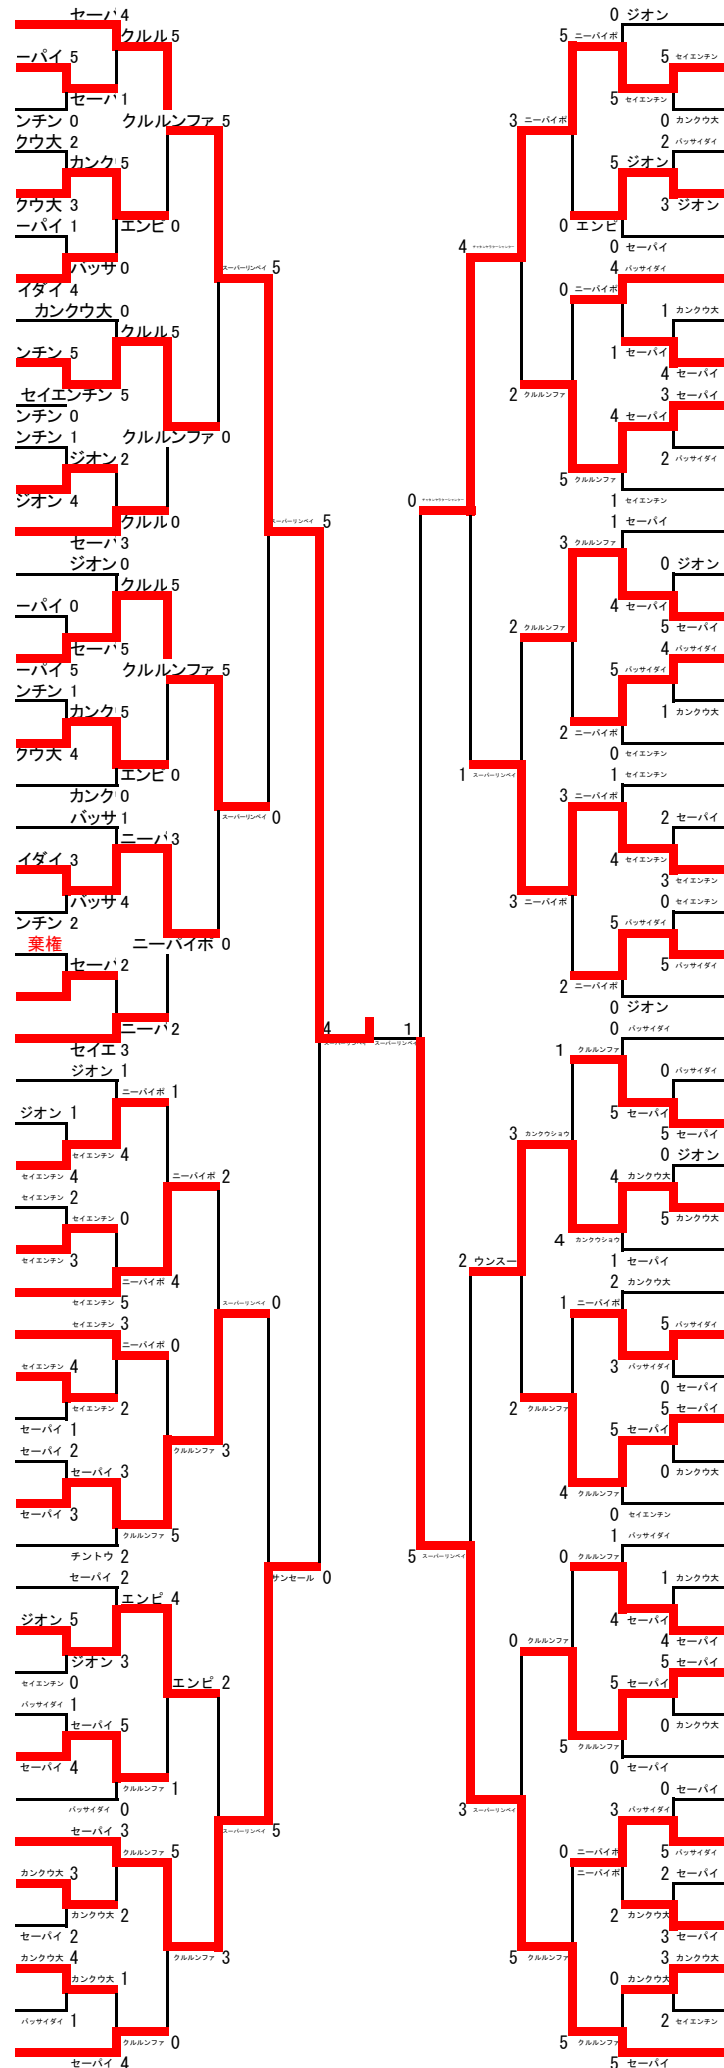 セーパ 4
クルル 5
ーパイ 5
セーパ 1
ンチン 0
クルルンファ 5
クウ大 2
カンク 5
クウ大 3
ーパイ 1
エンピ 0
バッサ 0
イダイ 4
スーパーリンペイ 5
カンクウ大 0
クルル 5
ンチン 5
セイエンチン 5
ンチン 0
ンチン 1
クルルンファ 0
ジオン 2
ジオン 4
クルル 0
スーパーリンペイ 5
セーパ 3
ジオン 0
クルル 5
ーパイ 0
セーパ 5
ーパイ 5
クルルンファ 5
ンチン 1
カンク 5
クウ大 4
エンピ 0
カンク 0
スーパーリンペイ 0
バッサ 1
ニーパ 3
イダイ 3
バッサ 4
ンチン 2
棄権
ニーパイポ 0
セーパ 2
ニーパ 2
セイエ 3
4
スーパーリンペイ
ジオン 1
ニーパイポ 1
ジオン 1
セイエンチン 4
セイエンチン 4
ニーパイポ 2
セイエンチン 2
セイエンチン 0
セイエンチン 3
ニーパイポ 4
セイエンチン 5
スーパーリンペイ 0
セイエンチン 3
ニーパイポ 0
セイエンチン 4
セイエンチン 2
セーパイ 1
クルルンファ 3
セーパイ 2
セーパイ 3
セーパイ 3
クルルンファ 5
チントウ 2
サンセール 0
セーパイ 2
エンピ 4
ジオン 5
ジオン 3
セイエンチン 0
エンピ 2
バッサイダイ 1
セーパイ 5
セーパイ 4
クルルンファ 1
バッサイダイ 0
スーパーリンペイ 5
セーパイ 3
クルルンファ 5
カンクウ大 3
カンクウ大 2
セーパイ 2
クルルンファ 3
カンクウ大 4
カンクウ大 1
バッサイダイ 1
クルルンファ 0
セーパイ 4
0 ジオン
5 ニーパイポ
5 セイエンチン
5 セイエンチン
0 カンクウ大
3 ニーパイポ
2 バッサイダイ
5 ジオン
3 ジオン
0 エンピ
0 セーパイ
4
4 バッサイダイ
0 ニーパイポ
1 カンクウ大
1 セーパイ
4 セーパイ
2 クルルンファ
3 セーパイ
4 セーパイ
2 バッサイダイ
5 クルルンファ
1 セイエンチン
0
1 セーパイ
3 クルルンファ
0 ジオン
4 セーパイ
5 セーパイ
2 クルルンファ
4 バッサイダイ
5 バッサイダイ
1 カンクウ大
2 ニーパイポ
0 セイエンチン
1 スーパーリンペイ
1 セイエンチン
3 ニーパイポ
2 セーパイ
4 セイエンチン
3 セイエンチン
3 ニーパイポ
0 セイエンチン
5 バッサイダイ
5 バッサイダイ
2 ニーパイポ
0 ジオン
1
スーパーリンペイ
0 バッサイダイ
1 クルルンファ
0 バッサイダイ
5 セーパイ
5 セーパイ
3 カンクウショウ
0 ジオン
4 カンクウ大
5 カンクウ大
4 カンクウショウ
1 セーパイ
2 ウンスー
2 カンクウ大
1 ニーパイポ
5 バッサイダイ
3 バッサイダイ
0 セーパイ
2 クルルンファ
5 セーパイ
5 セーパイ
0 カンクウ大
4 クルルンファ
0 セイエンチン
5 スーパーリンペイ
1 バッサイダイ
0 クルルンファ
1 カンクウ大
4 セーパイ
4 セーパイ
0 クルルンファ
5 セーパイ
5 セーパイ
0 カンクウ大
5 クルルンファ
0 セーパイ
3 スーパーリンペイ
0 セーパイ
3 バッサイダイ
5 バッサイダイ
0 ニーパイポ
ニーパイポ
2 セーパイ
2 カンクウ大
3 セーパイ
5 クルルンファ
3 カンクウ大
0 カンクウ大
2 セイエンチン
5 クルルンファ
5 セーパイ